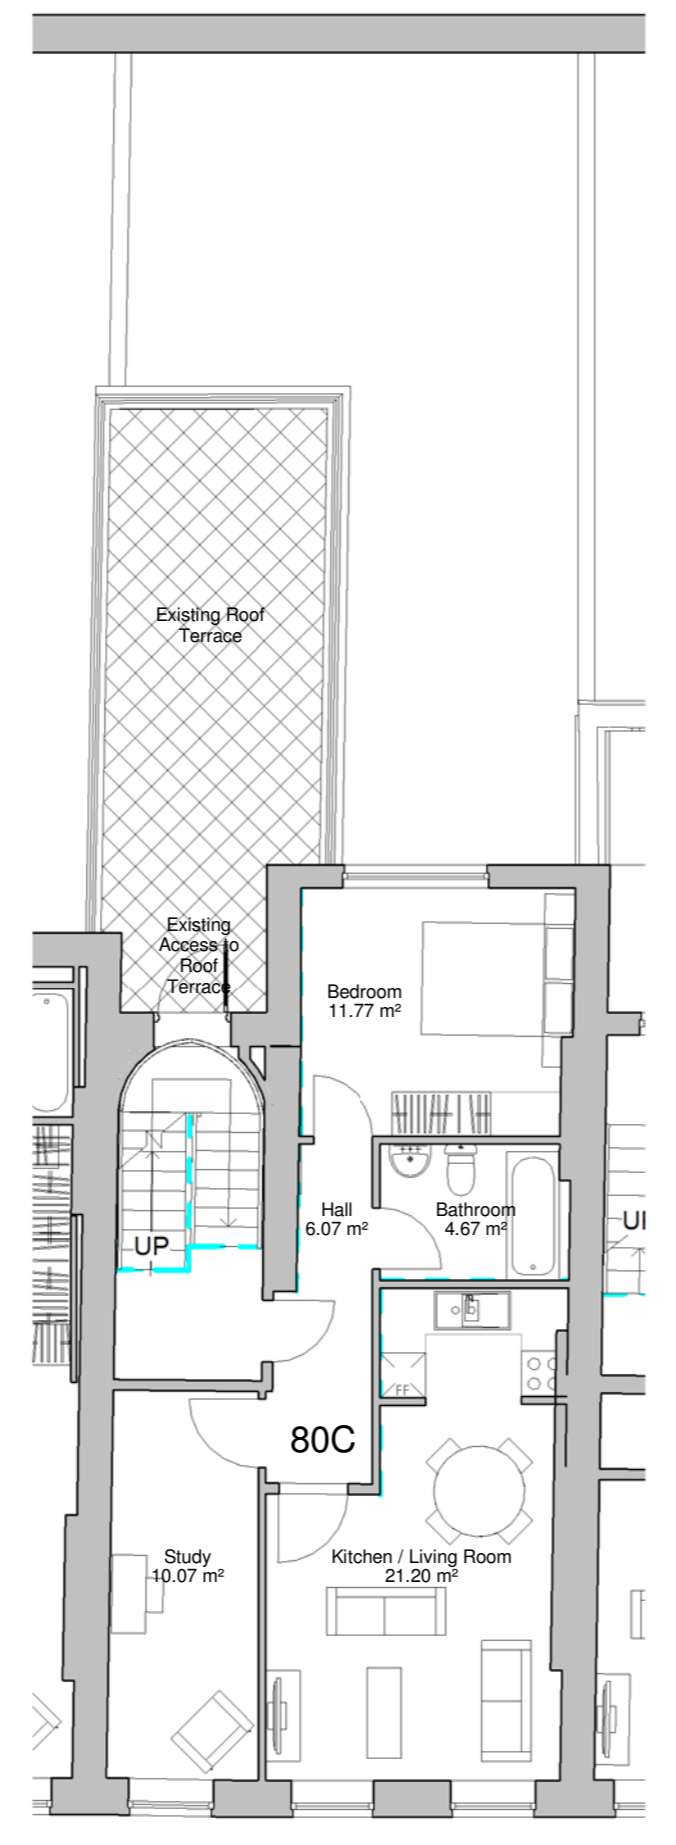 Existing Roof
Terrace
Existing
Access to
Roof
Terrace
Bedroom
11.77 m²
Hall
6.07 m²
Bathroom
4.67 m²
UP
FF
80C
Study
10.07 m²
Kitchen / Living Room
21.20 m²